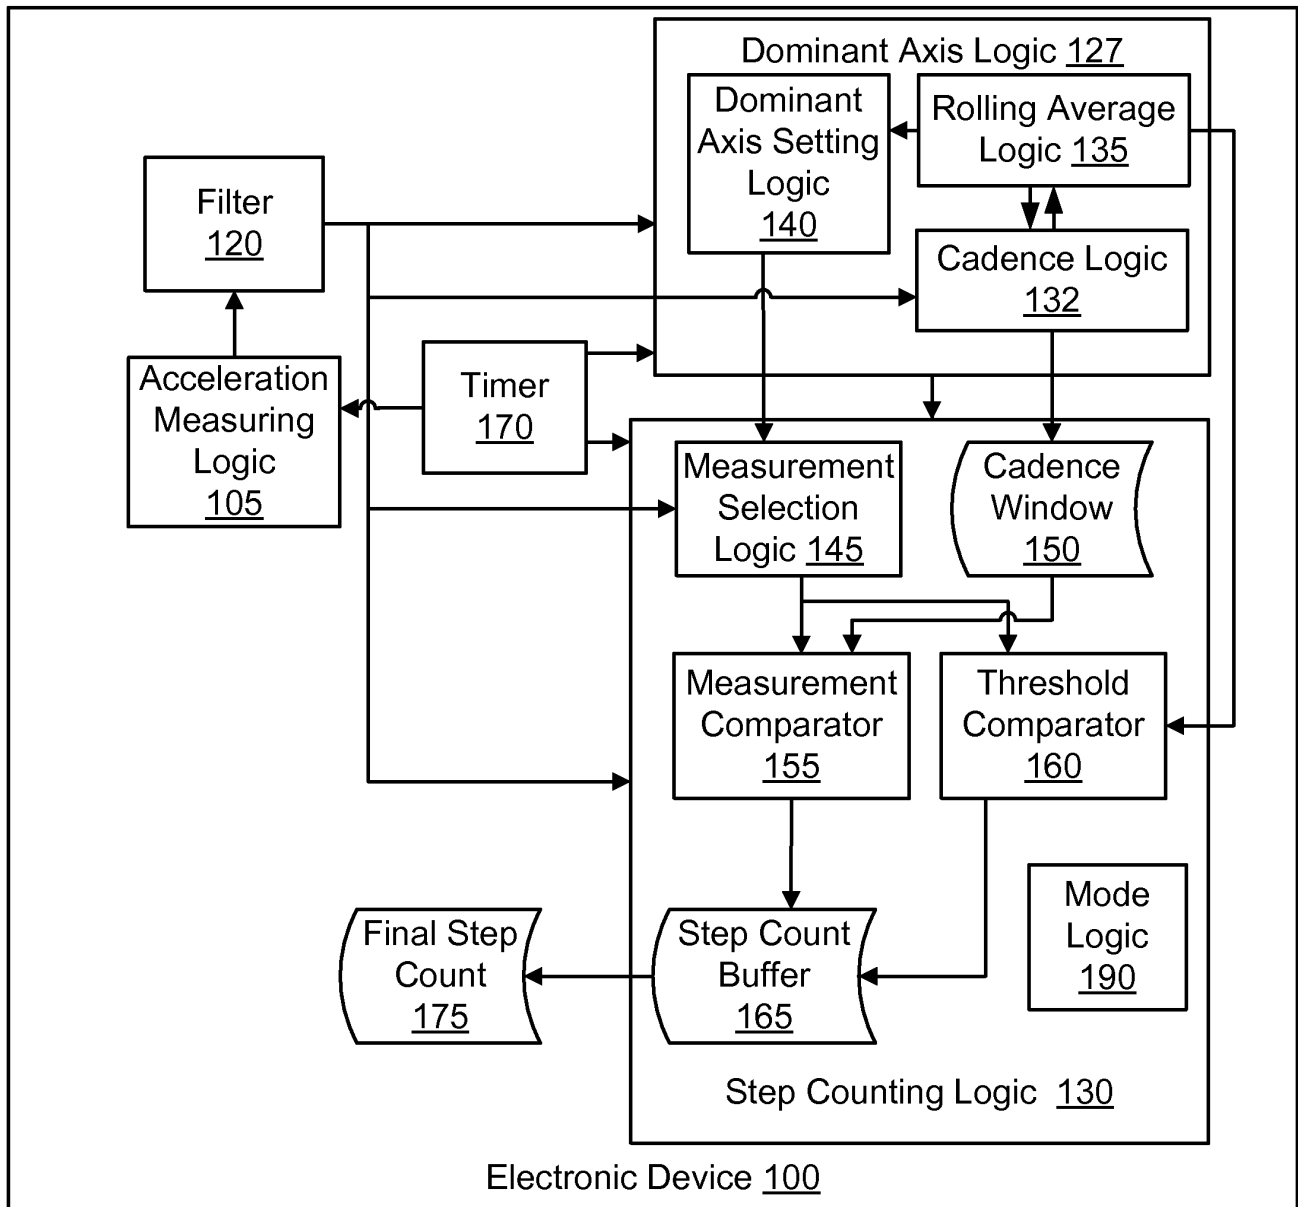 Dominant Axis Logic 127
Dominant
Axis Setting
Logic
140
Rolling Average
Logic 135
Filter
120
Cadence Logic
132
Acceleration
Measuring
Logic
105
Timer
170
Measurement
Selection
Logic 145
Cadence
Window
150
Measurement
Comparator
155
Threshold
Comparator
160
Mode
Logic
190
Final Step
Count
175
Step Count
Buffer
165
Step Counting Logic 130
Electronic Device 100